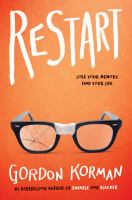 RESTART
LOSE YOUR MEMORY.
FIND YOUR LIFE.
GORDON KORMAN
#1 BESTSELLING AUTHOR OF SWINDLE AND SLACKER